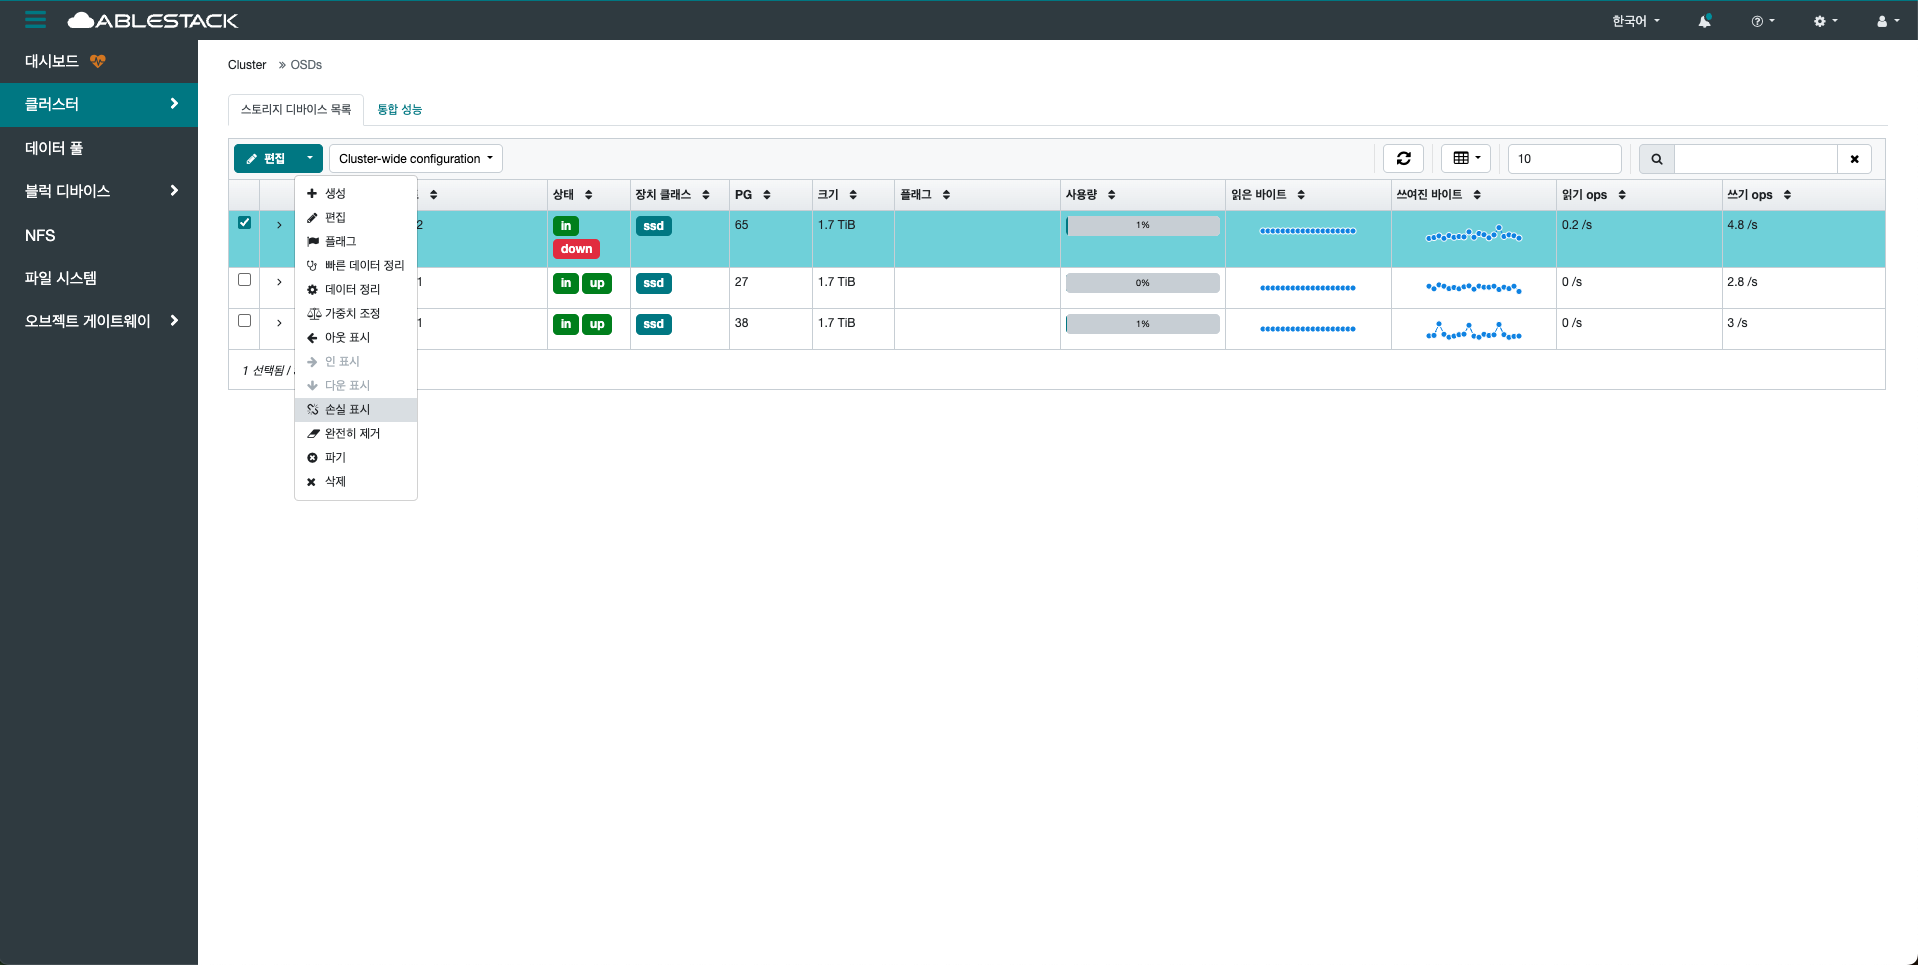 ABLESTACK
한국어
대시보드
클러스터
데이터 풀
블럭 디바이스
NFS
파일 시스템
오브젝트 게이트웨이
Cluster » OSDs
스토리지 디바이스 목록 통합 성능
편집 Cluster-wide configuration 10
상태 장치 클래스 PG 크기 플래그 사용량 읽은 바이트 쓰여진 바이트 읽기 ops 쓰기 ops
2 in down ssd 65 1.7 TiB 1% 0.2 /s 4.8 /s
1 in up ssd 27 1.7 TiB 0% 0 /s 2.8 /s
1 in up ssd 38 1.7 TiB 1% 0 /s 3 /s
1 선택됨 /
생성
편집
플래그
빠른 데이터 정리
데이터 정리
가중치 조정
아웃 표시
인 표시
다운 표시
손실 표시
완전히 제거
파기
삭제